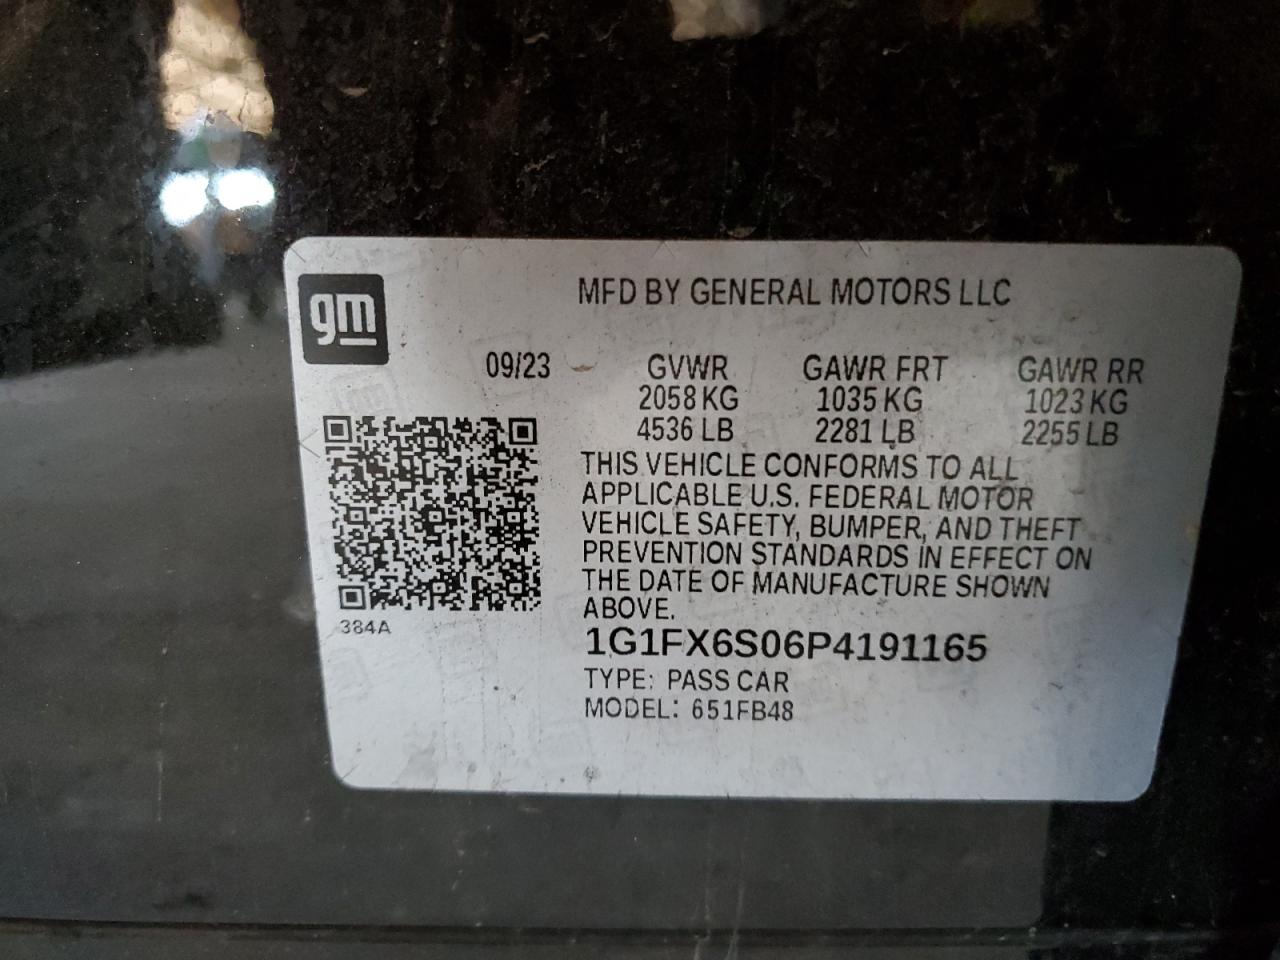 gm
MFD BY GENERAL MOTORS LLC
09/23 GVWR GAWR FRT GAWR RR
2058 KG 1035 KG 1023 KG
4536 LB 2281 LB 2255 LB
THIS VEHICLE CONFORMS TO ALL
APPLICABLE U.S. FEDERAL MOTOR
VEHICLE SAFETY, BUMPER, AND THEFT
PREVENTION STANDARDS IN EFFECT ON
THE DATE OF MANUFACTURE SHOWN
ABOVE.
384A
1G1FX6S06P4191165
TYPE: PASS CAR
MODEL: 651FB48